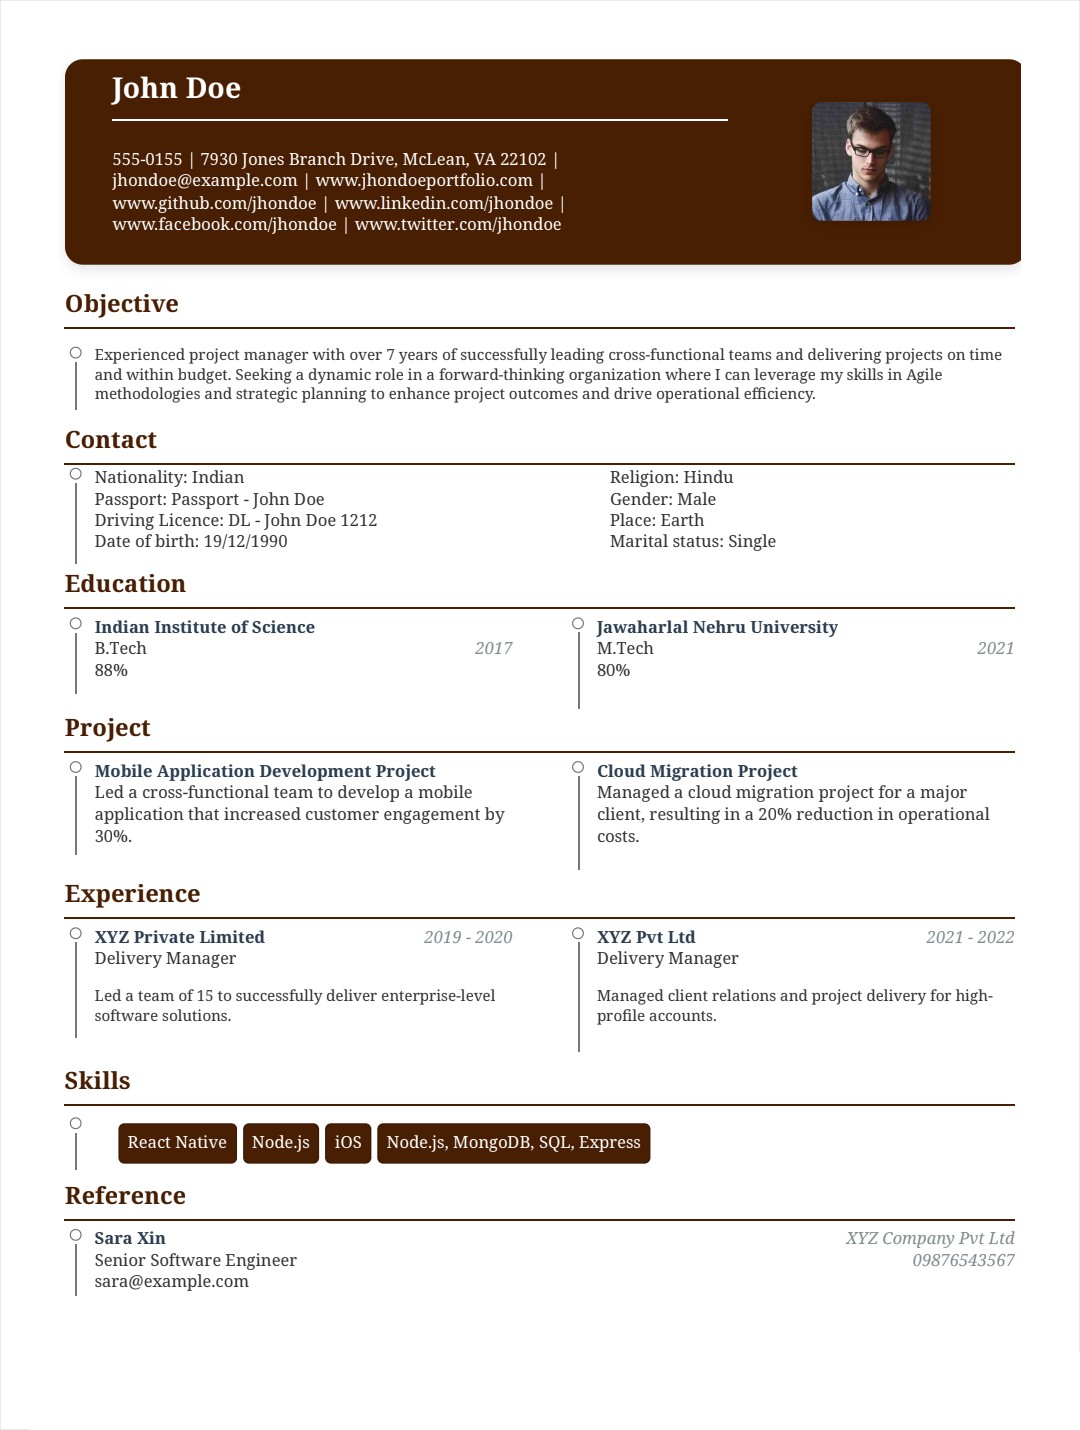 John Doe
555-0155 | 7930 Jones Branch Drive, McLean, VA 22102 |
jhondoe@example.com | www.jhondoeportfolio.com |
www.github.com/jhondoe | www.linkedin.com/jhondoe |
www.facebook.com/jhondoe | www.twitter.com/jhondoe
Objective
Experienced project manager with over 7 years of successfully leading cross-functional teams and delivering projects on time
and within budget. Seeking a dynamic role in a forward-thinking organization where I can leverage my skills in Agile
methodologies and strategic planning to enhance project outcomes and drive operational efficiency.
Contact
Nationality: Indian
Passport: Passport - John Doe
Driving Licence: DL - John Doe 1212
Date of birth: 19/12/1990
Religion: Hindu
Gender: Male
Place: Earth
Marital status: Single
Education
Indian Institute of Science
B.Tech 2017
88%
Jawaharlal Nehru University
M.Tech 2021
80%
Project
Mobile Application Development Project
Led a cross-functional team to develop a mobile
application that increased customer engagement by
30%.
Cloud Migration Project
Managed a cloud migration project for a major
client, resulting in a 20% reduction in operational
costs.
Experience
XYZ Private Limited 2019 - 2020
Delivery Manager
Led a team of 15 to successfully deliver enterprise-level
software solutions.
XYZ Pvt Ltd 2021 - 2022
Delivery Manager
Managed client relations and project delivery for high-
profile accounts.
Skills
React Native Node.js iOS Node.js, MongoDB, SQL, Express
Reference
Sara Xin XYZ Company Pvt Ltd
Senior Software Engineer 09876543567
sara@example.com